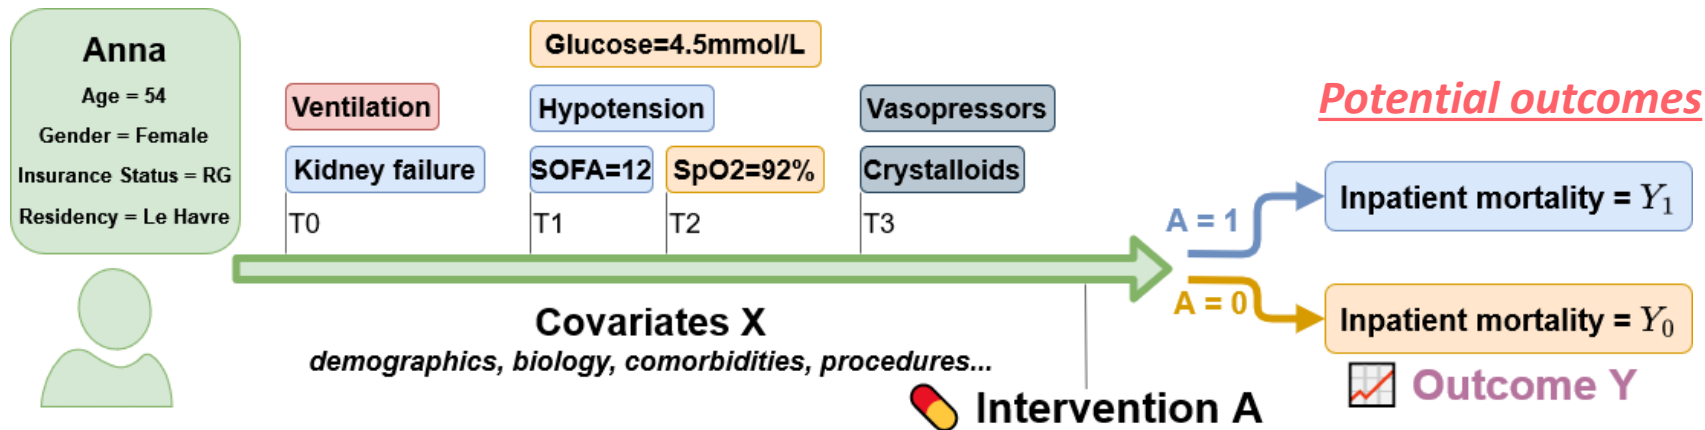 Anna
Age = 54
Gender = Female
Insurance Status = RG
Residency = Le Havre
Glucose=4.5mmol/L
Ventilation
Hypotension
Vasopressors
Kidney failure
SOFA=12
SpO2=92%
Crystalloids
T0
T1
T2
T3
Covariates X
demographics, biology, comorbidities, procedures...
Intervention A
Potential outcomes
A = 1
Inpatient mortality = Y₁
A = 0
Inpatient mortality = Y₀
Outcome Y